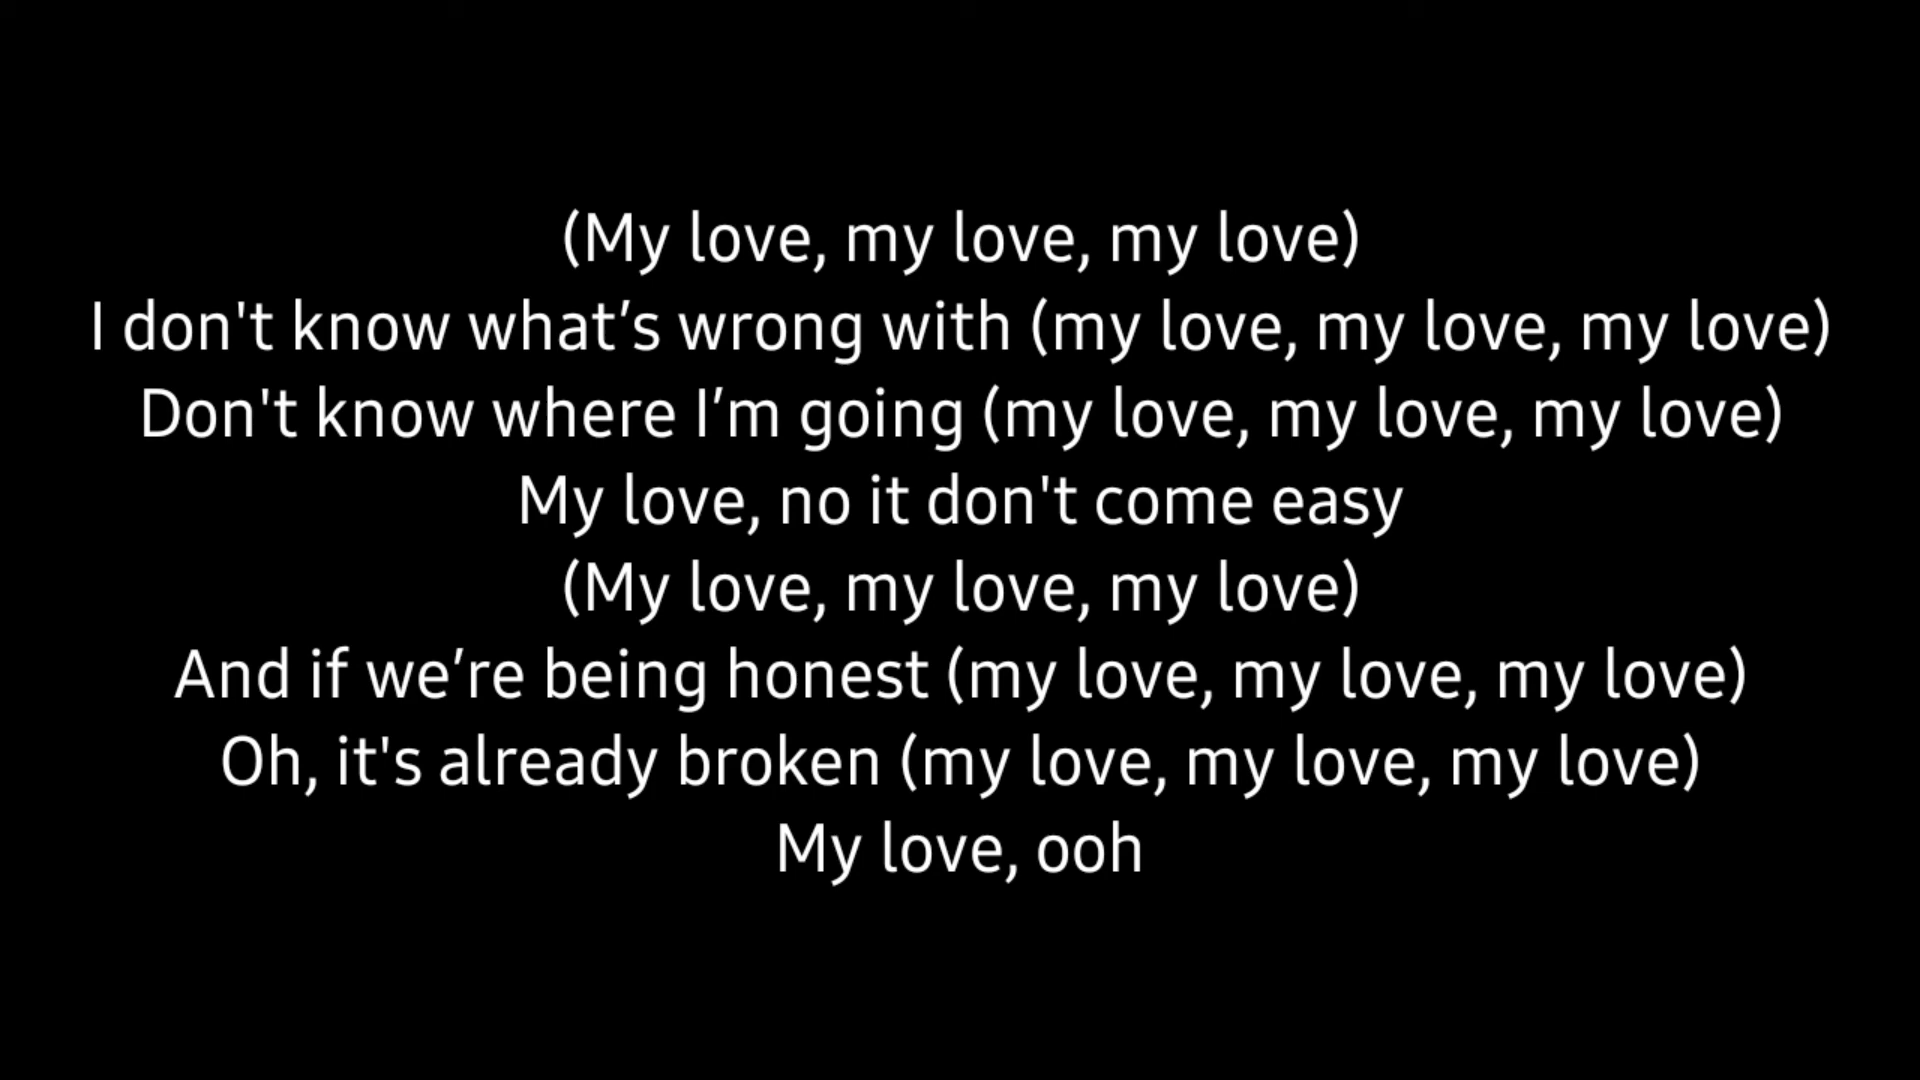 (My love, my love, my love)
I don't know what’s wrong with (my love, my love, my love)
Don't know where I’m going (my love, my love, my love)
My love, no it don't come easy
(My love, my love, my love)
And if we’re being honest (my love, my love, my love)
Oh, it's already broken (my love, my love, my love)
My love, ooh